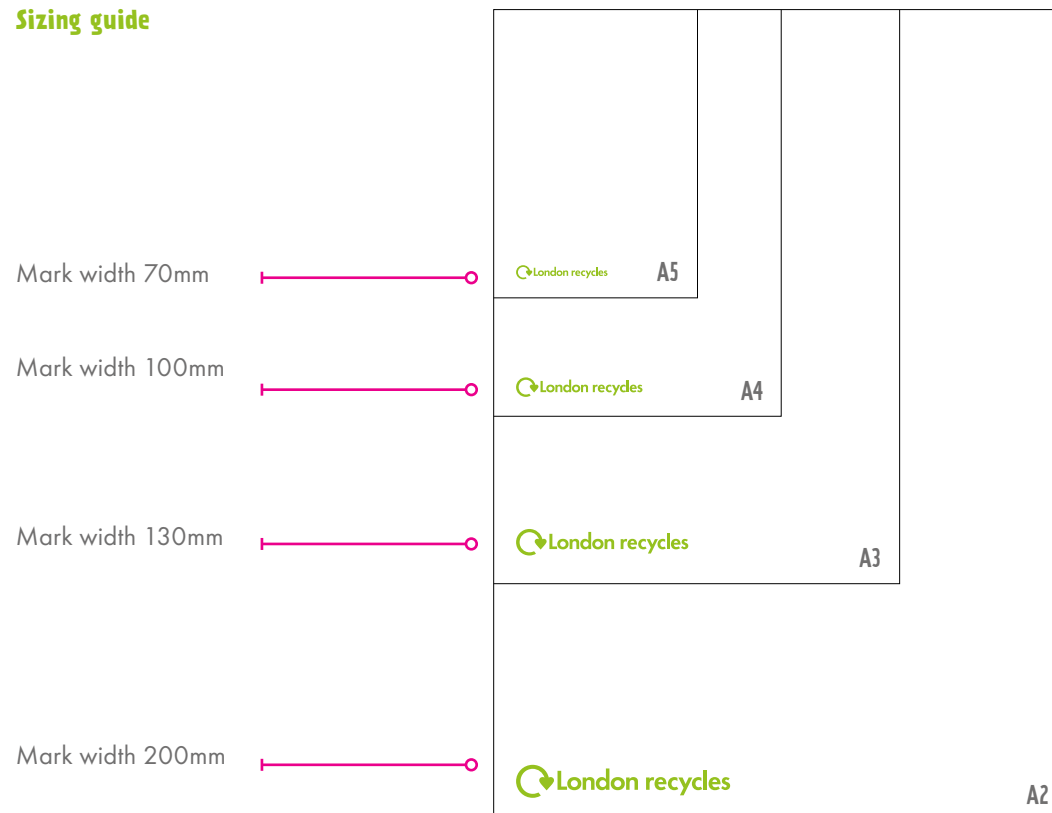 Sizing guide
Mark width 70mm
London recycles
A5
Mark width 100mm
London recycles
A4
Mark width 130mm
London recycles
A3
Mark width 200mm
London recycles
A2